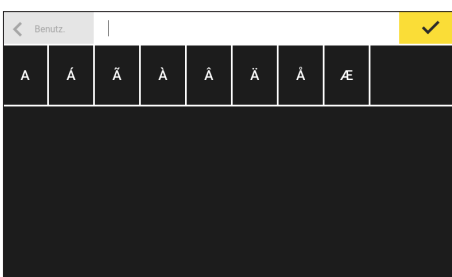 Benutz.
A Á Ã À Â Ä Å Æ